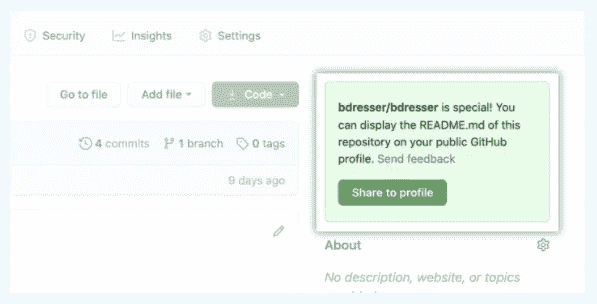 Security Insights Settings
Go to file Add file Code
4 commits 1 branch 0 tags
9 days ago
bdresser/bdresser is special! You
can display the README.md of this
repository on your public GitHub
profile. Send feedback
Share to profile
About
No description, website, or topics